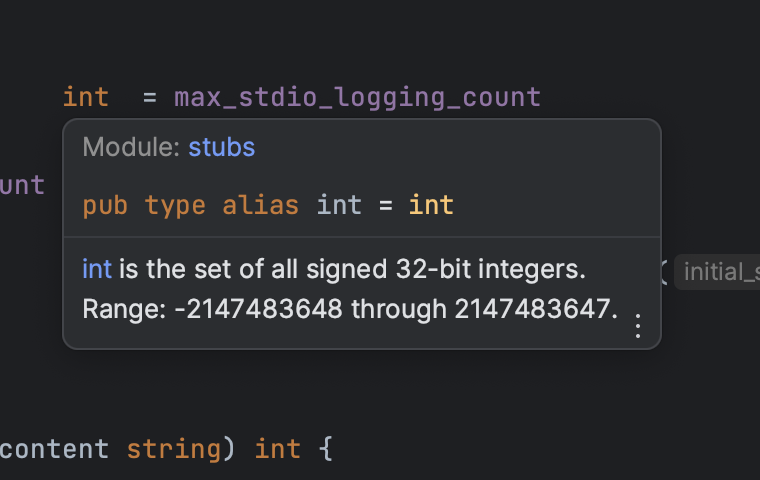 int = max_stdio_logging_count
Module: stubs
unt
pub type alias int = int
int is the set of all signed 32-bit integers.
( initial_s
Range: -2147483648 through 2147483647.
content string) int {